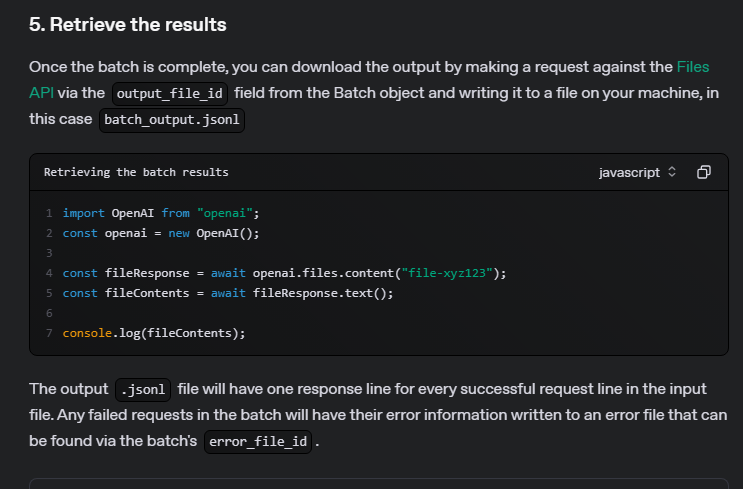 5. Retrieve the results
Once the batch is complete, you can download the output by making a request against the Files
API via the output_file_id field from the Batch object and writing it to a file on your machine, in
this case batch_output.jsonl
Retrieving the batch results
javascript
1 import OpenAI from "openai";
2 const openai = new OpenAI();
3
4 const fileResponse = await openai.files.content("file-xyz123");
5 const fileContents = await fileResponse.text();
6
7 console.log(fileContents);
The output .jsonl file will have one response line for every successful request line in the input
file. Any failed requests in the batch will have their error information written to an error file that can
be found via the batch's error_file_id .